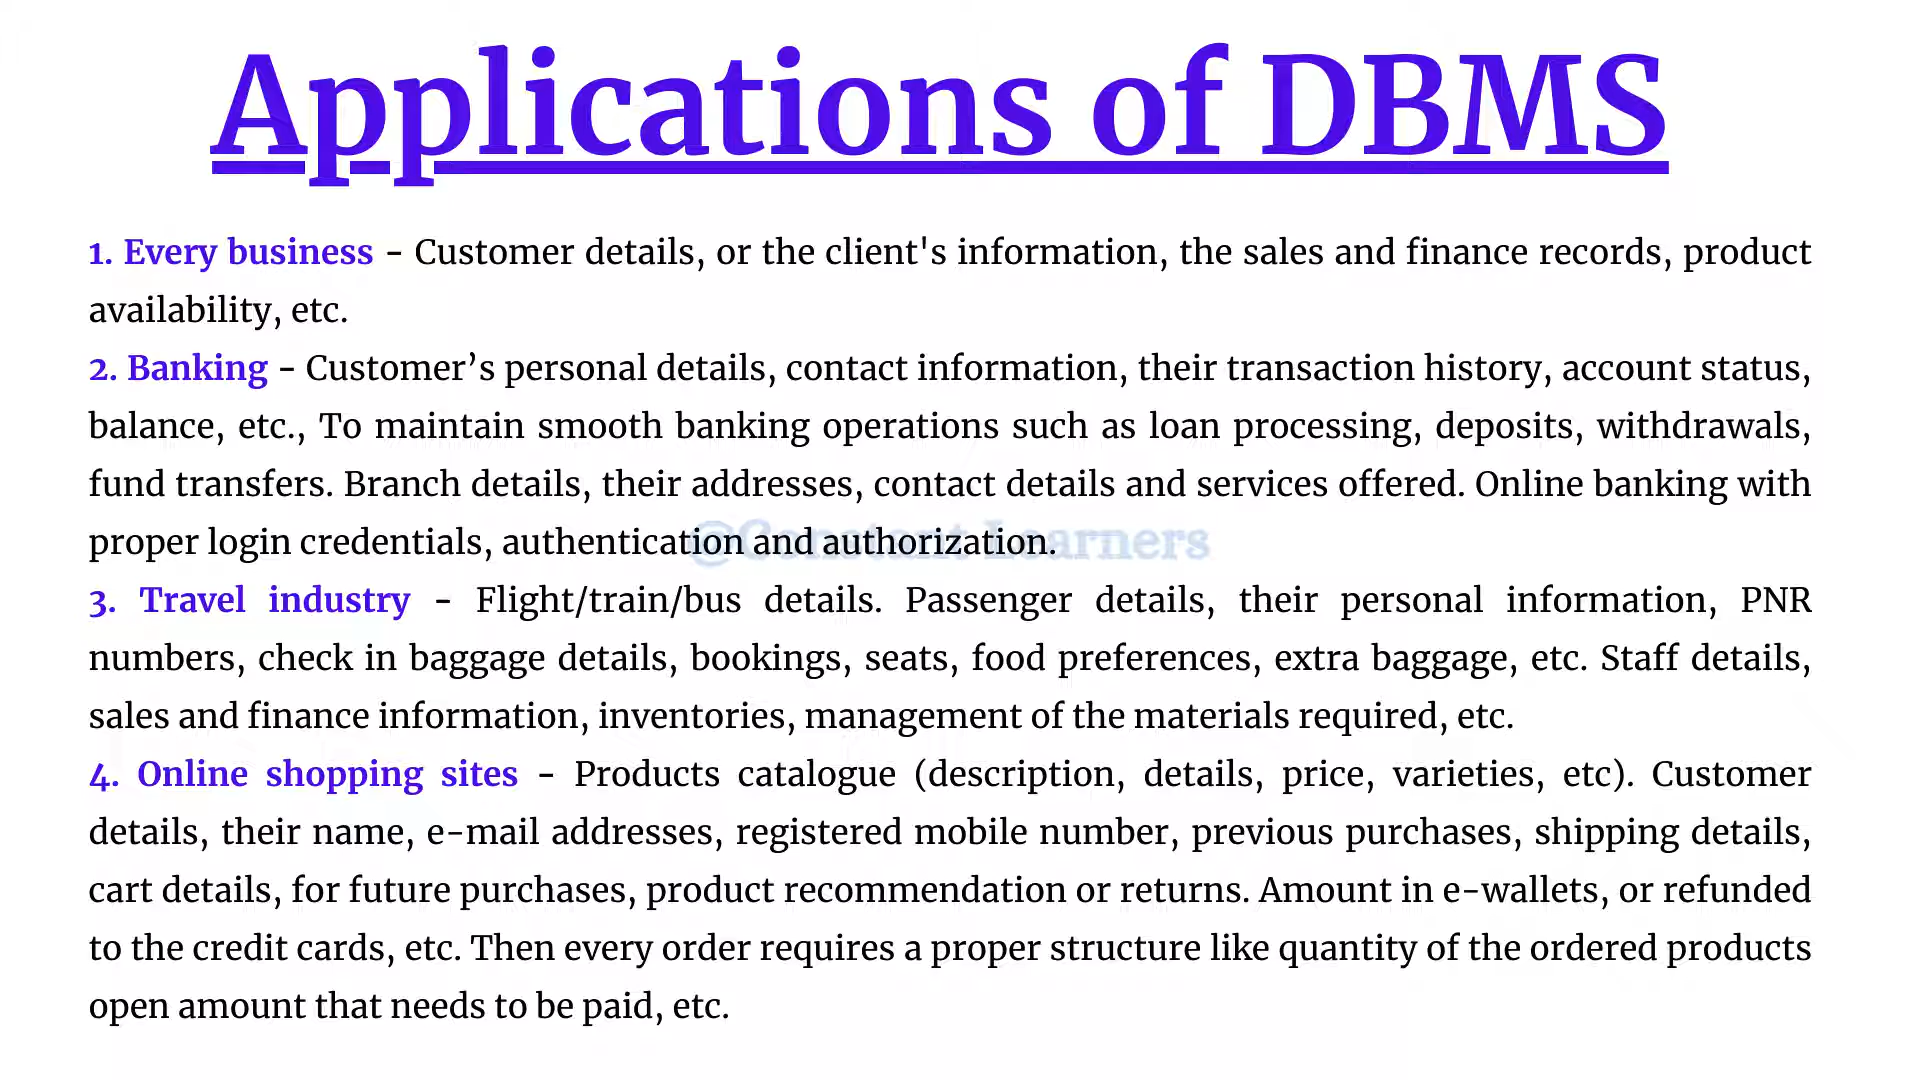 Applications of DBMS
1. Every business - Customer details, or the client's information, the sales and finance records, product
availability, etc.
2. Banking - Customer’s personal details, contact information, their transaction history, account status,
balance, etc., To maintain smooth banking operations such as loan processing, deposits, withdrawals,
fund transfers. Branch details, their addresses, contact details and services offered. Online banking with
proper login credentials, authentication and authorization.
@Constant Learners
3. Travel industry - Flight/train/bus details. Passenger details, their personal information, PNR
numbers, check in baggage details, bookings, seats, food preferences, extra baggage, etc. Staff details,
sales and finance information, inventories, management of the materials required, etc.
4. Online shopping sites - Products catalogue (description, details, price, varieties, etc). Customer
details, their name, e-mail addresses, registered mobile number, previous purchases, shipping details,
cart details, for future purchases, product recommendation or returns. Amount in e-wallets, or refunded
to the credit cards, etc. Then every order requires a proper structure like quantity of the ordered products
open amount that needs to be paid, etc.